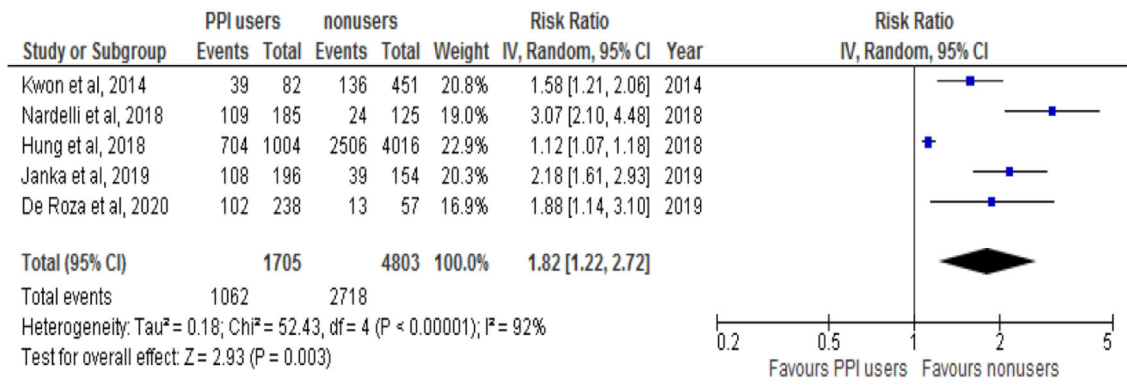 PPI users nonusers Risk Ratio Risk Ratio
Study or Subgroup Events Total Events Total Weight IV, Random, 95% CI Year IV, Random, 95% CI
Kwon et al, 2014 39 82 136 451 20.8% 1.58 [1.21, 2.06] 2014
Nardelli et al, 2018 109 185 24 125 19.0% 3.07 [2.10, 4.48] 2018
Hung et al, 2018 704 1004 2506 4016 22.9% 1.12 [1.07, 1.18] 2018
Janka et al, 2019 108 196 39 154 20.3% 2.18 [1.61, 2.93] 2019
De Roza et al, 2020 102 238 13 57 16.9% 1.88 [1.14, 3.10] 2019
Total (95% CI) 1705 4803 100.0% 1.82 [1.22, 2.72]
Total events 1062 2718
Heterogeneity: Tau² = 0.18; Chi² = 52.43, df = 4 (P < 0.00001); I² = 92%
Test for overall effect: Z = 2.93 (P = 0.003)
0.2 0.5 1 2 5
Favours PPI users Favours nonusers